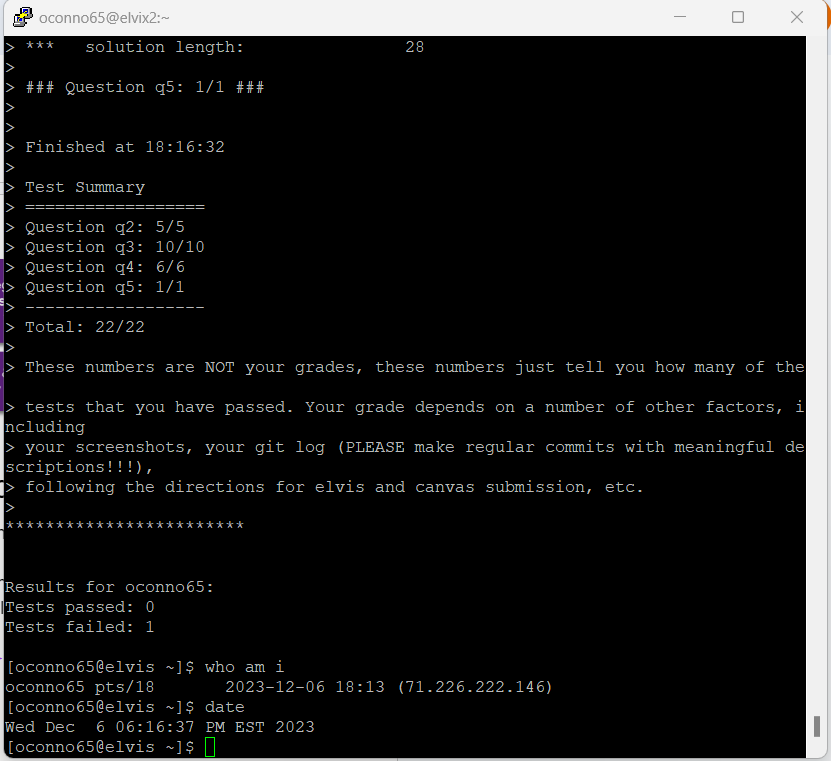 oconno65@elvix2:~
> ***   solution length:                28
>
> ### Question q5: 1/1 ###
>
>
> Finished at 18:16:32
>
> Test Summary
> ==================
> Question q2: 5/5
> Question q3: 10/10
> Question q4: 6/6
> Question q5: 1/1
> ------------------
> Total: 22/22
>
> These numbers are NOT your grades, these numbers just tell you how many of the
> tests that you have passed. Your grade depends on a number of other factors, i
ncluding
> your screenshots, your git log (PLEASE make regular commits with meaningful de
scriptions!!!),
> following the directions for elvis and canvas submission, etc.
>
************************
Results for oconno65:
Tests passed: 0
Tests failed: 1
[oconno65@elvis ~]$ who am i
oconno65 pts/18       2023-12-06 18:13 (71.226.222.146)
[oconno65@elvis ~]$ date
Wed Dec  6 06:16:37 PM EST 2023
[oconno65@elvis ~]$